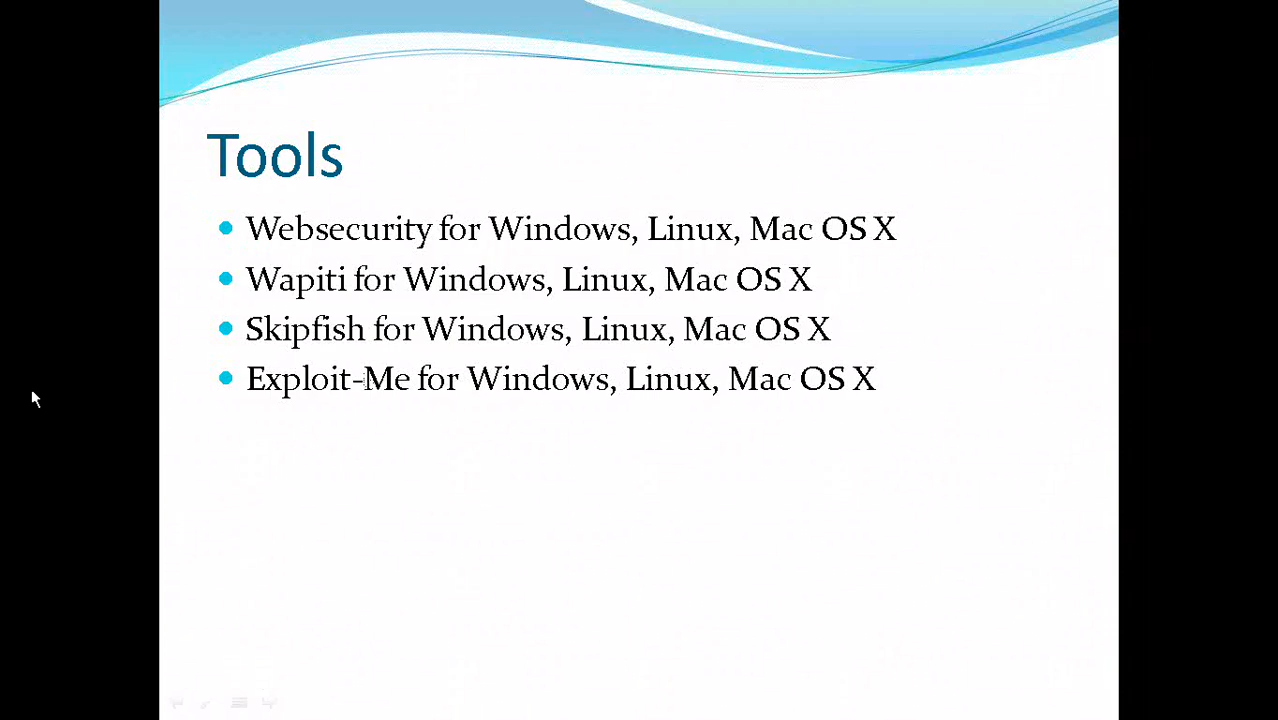 Tools
Websecurity for Windows, Linux, Mac OS X
Wapiti for Windows, Linux, Mac OS X
Skipfish for Windows, Linux, Mac OS X
Exploit-Me for Windows, Linux, Mac OS X